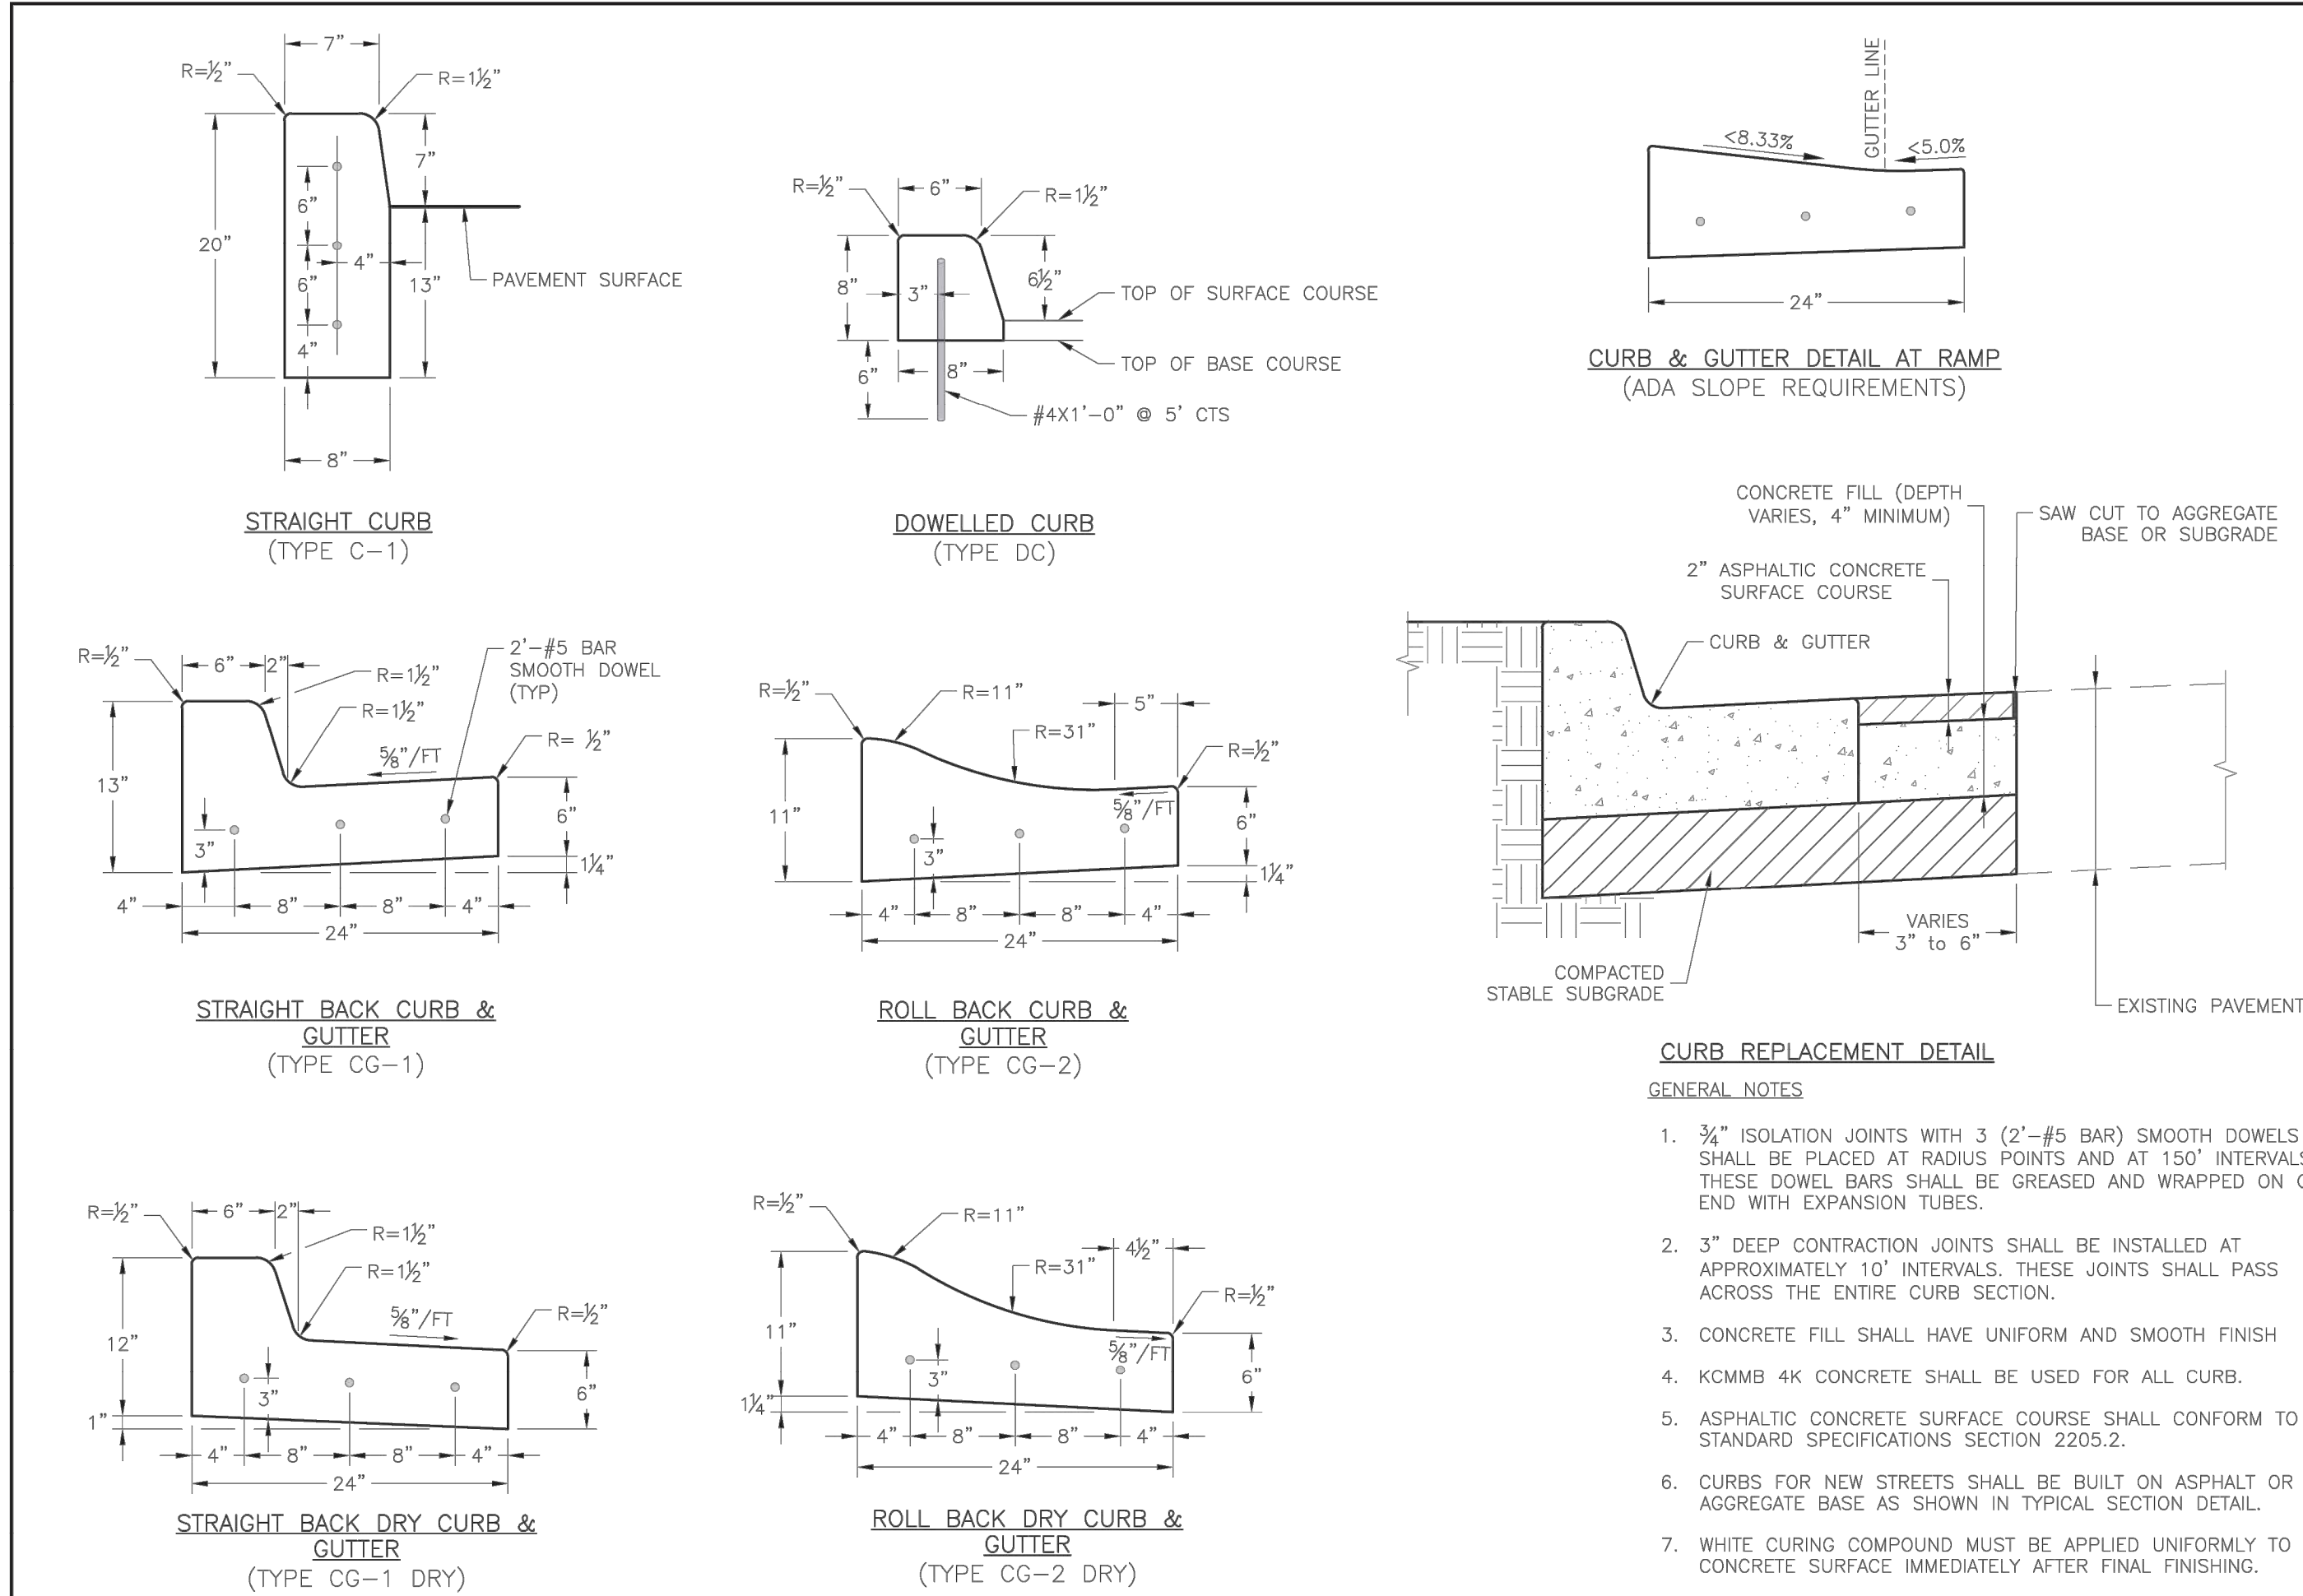 7”
R=½”
R=1½”
7”
6”
20”
4”
6”
13”
PAVEMENT SURFACE
4”
8”
STRAIGHT CURB
(TYPE C-1)
R=½”
6”
R=1½”
8”
3”
6½”
TOP OF SURFACE COURSE
TOP OF BASE COURSE
6”
8”
#4X1’-0” @ 5’ CTS
DOWELLED CURB
(TYPE DC)
GUTTER LINE
<8.33%
<5.0%
24”
CURB & GUTTER DETAIL AT RAMP
(ADA SLOPE REQUIREMENTS)
R=½”
6”
2”
R=1½”
R=1½”
2’-#5 BAR
SMOOTH DOWEL
(TYP)
⅝”/FT
R= ½”
13”
3”
6”
1¼”
4”
8”
8”
4”
24”
STRAIGHT BACK CURB &
GUTTER
(TYPE CG-1)
R=½”
R=11”
5”
R=31”
R=½”
11”
⅝”/FT
3”
6”
1¼”
4”
8”
8”
4”
24”
ROLL BACK CURB &
GUTTER
(TYPE CG-2)
CONCRETE FILL (DEPTH
VARIES, 4” MINIMUM)
SAW CUT TO AGGREGATE
BASE OR SUBGRADE
2” ASPHALTIC CONCRETE
SURFACE COURSE
CURB & GUTTER
VARIES
3” to 6”
COMPACTED
STABLE SUBGRADE
EXISTING PAVEMENT
CURB REPLACEMENT DETAIL
R=½”
6”
2”
R=1½”
R=1½”
⅝”/FT
R=½”
12”
3”
6”
1”
4”
8”
8”
4”
24”
STRAIGHT BACK DRY CURB &
GUTTER
(TYPE CG-1 DRY)
R=½”
R=11”
4½”
R=31”
R=½”
11”
⅝”/FT
3”
6”
1¼”
4”
8”
8”
4”
24”
ROLL BACK DRY CURB &
GUTTER
(TYPE CG-2 DRY)
GENERAL NOTES
1. ¾” ISOLATION JOINTS WITH 3 (2’-#5 BAR) SMOOTH DOWELS
SHALL BE PLACED AT RADIUS POINTS AND AT 150’ INTERVALS
THESE DOWEL BARS SHALL BE GREASED AND WRAPPED ON
END WITH EXPANSION TUBES.
2. 3” DEEP CONTRACTION JOINTS SHALL BE INSTALLED AT
APPROXIMATELY 10’ INTERVALS. THESE JOINTS SHALL PASS
ACROSS THE ENTIRE CURB SECTION.
3. CONCRETE FILL SHALL HAVE UNIFORM AND SMOOTH FINISH
4. KCMMB 4K CONCRETE SHALL BE USED FOR ALL CURB.
5. ASPHALTIC CONCRETE SURFACE COURSE SHALL CONFORM TO
STANDARD SPECIFICATIONS SECTION 2205.2.
6. CURBS FOR NEW STREETS SHALL BE BUILT ON ASPHALT OR
AGGREGATE BASE AS SHOWN IN TYPICAL SECTION DETAIL.
7. WHITE CURING COMPOUND MUST BE APPLIED UNIFORMLY TO
CONCRETE SURFACE IMMEDIATELY AFTER FINAL FINISHING.